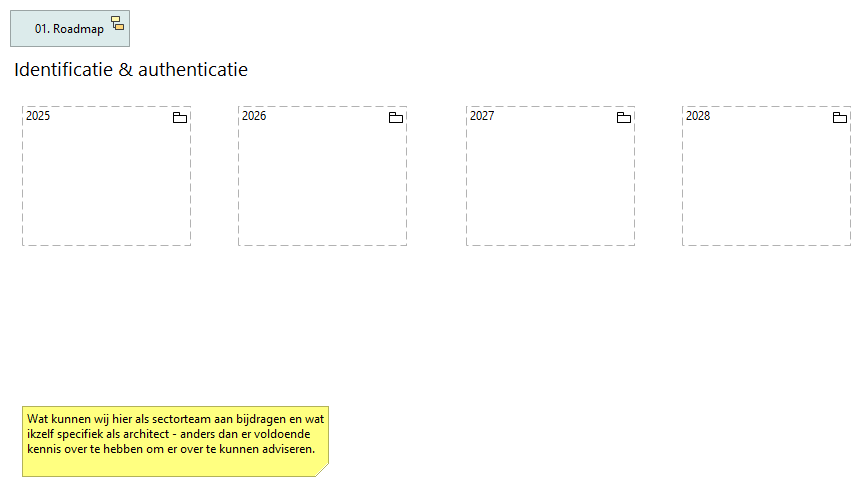 01. Roadmap
Identificatie & authenticatie
2025
2026
2027
2028
Wat kunnen wij hier als sectorteam aan bijdragen en wat
ikzelf specifiek als architect - anders dan er voldoende
kennis over te hebben om er over te kunnen adviseren.